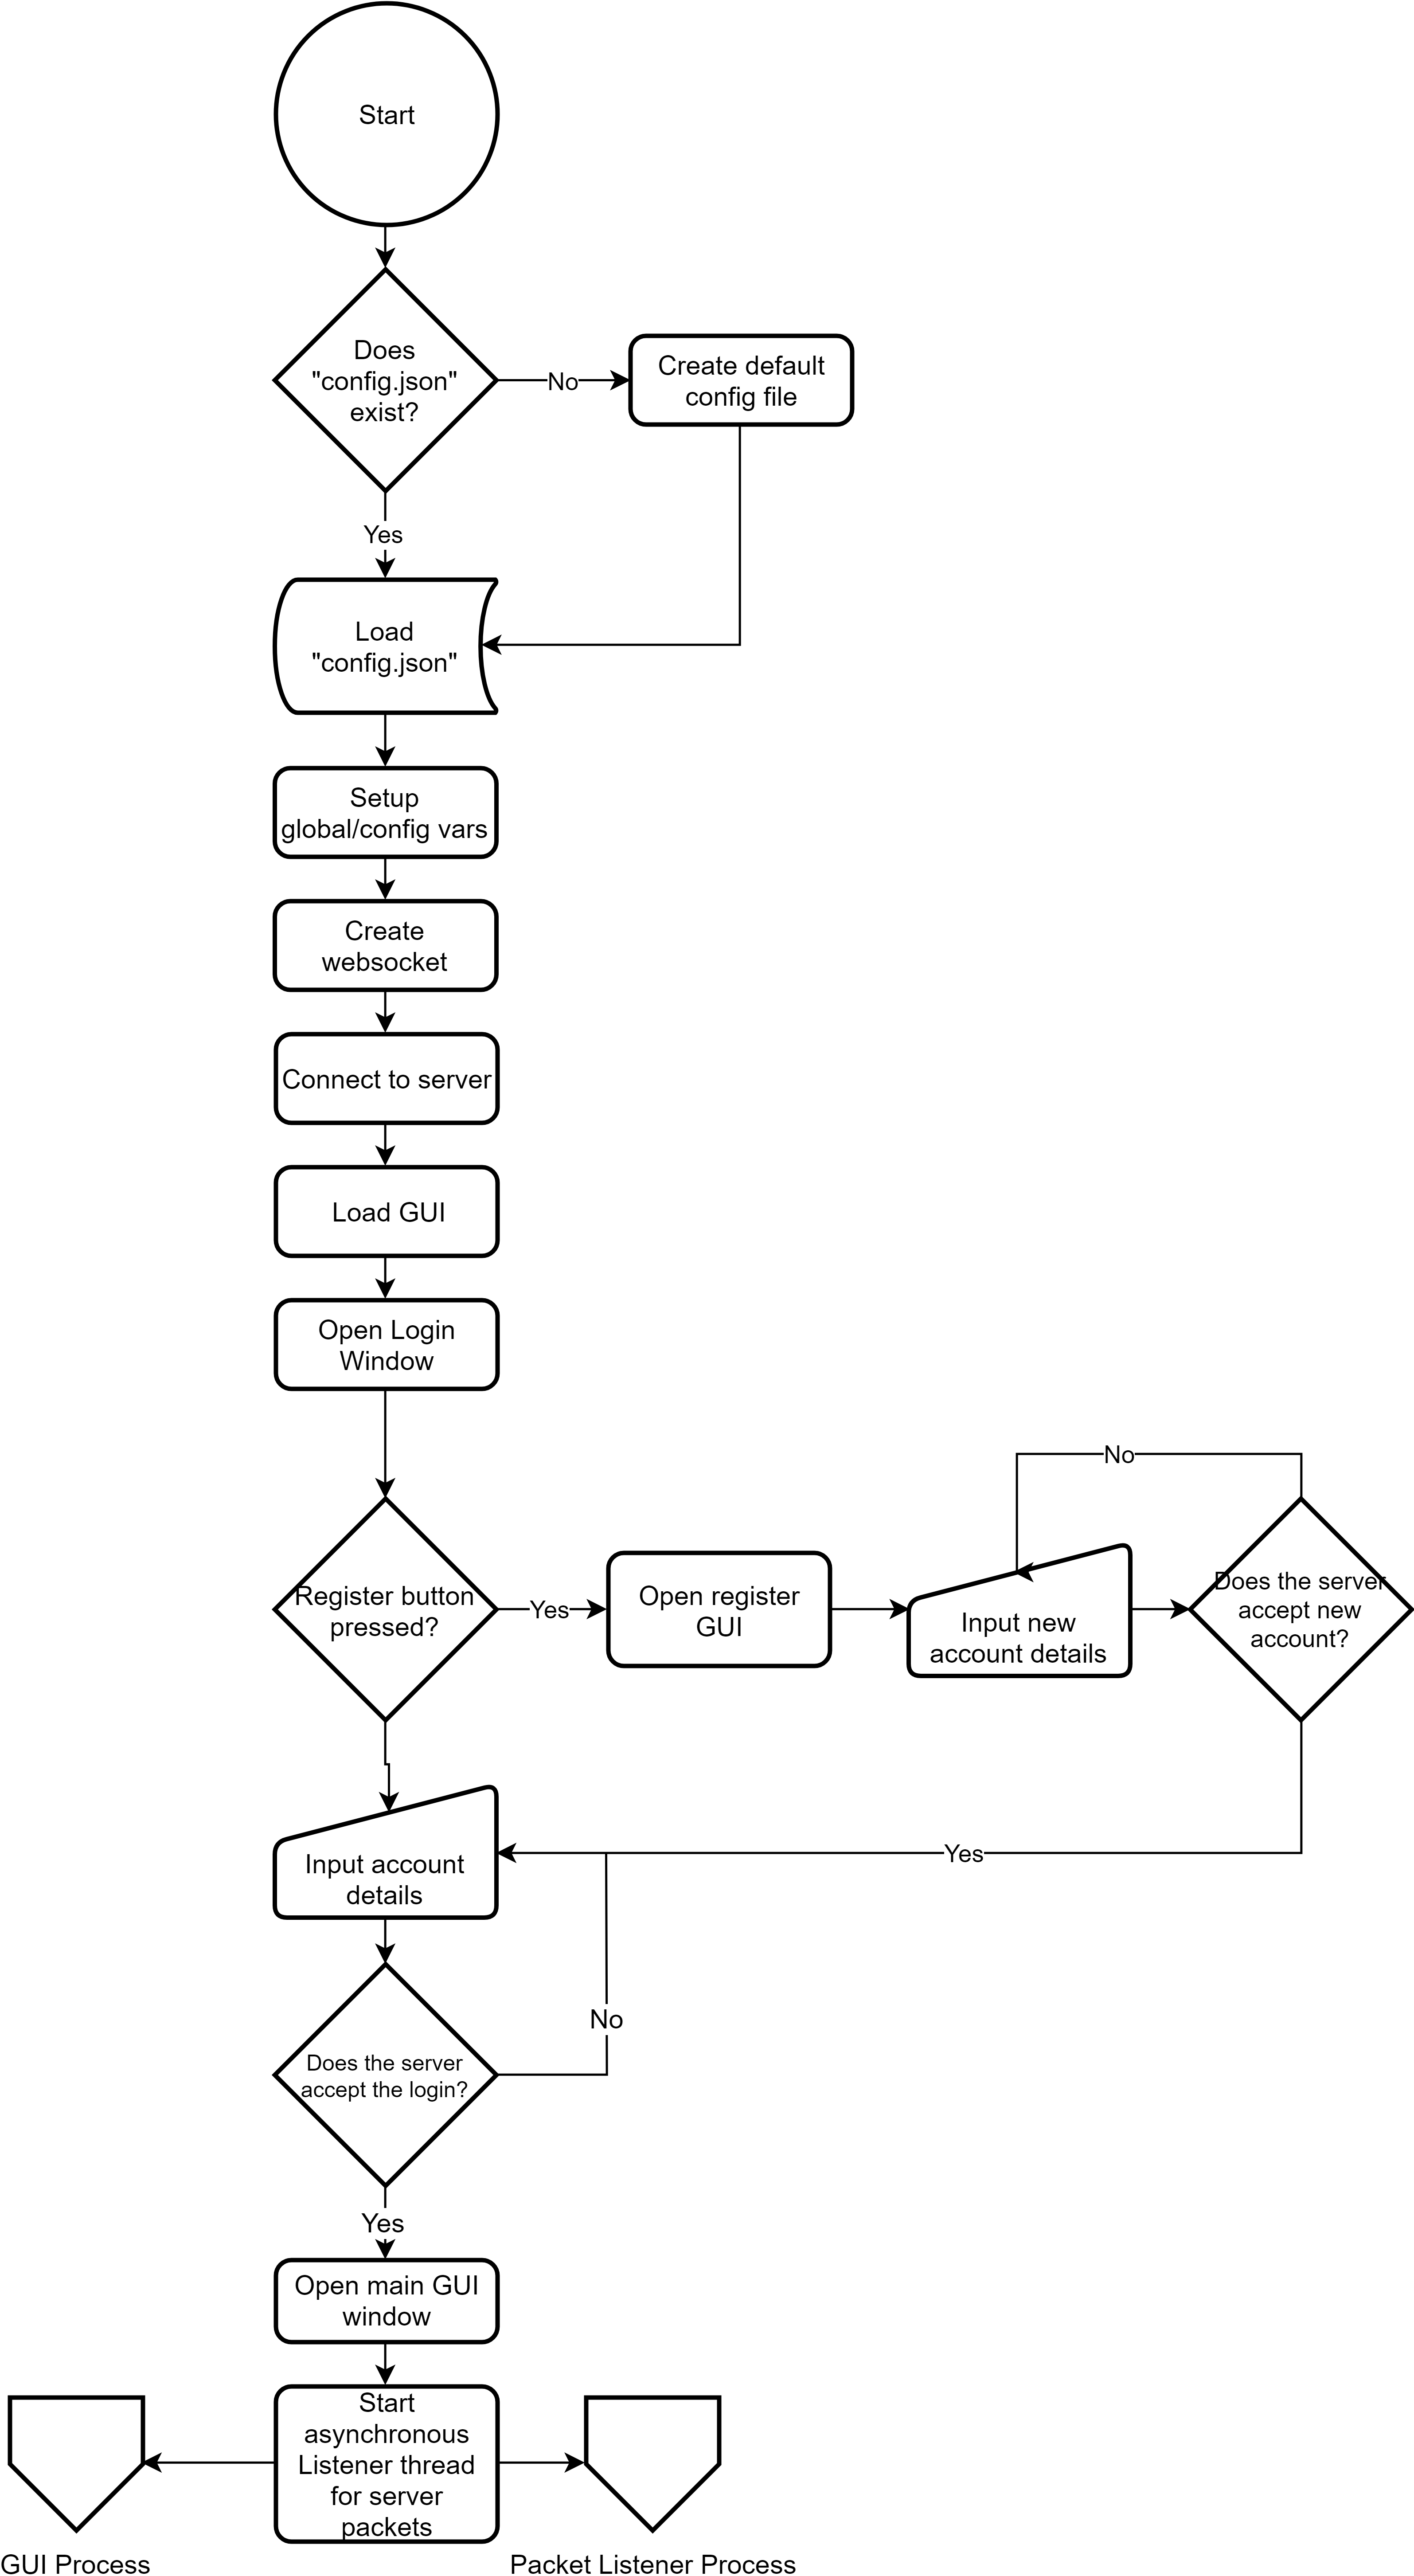 Start
Does
"config.json"
exist?
No
Create default
config file
Yes
Load
"config.json"
Setup
global/config vars
Create
websocket
Connect to server
Load GUI
Open Login
Window
No
Register button
pressed?
Yes
Open register
GUI
Input new
account details
Does the server
accept new
account?
Input account
details
Yes
No
Does the server
accept the login?
Yes
Open main GUI
window
Start
asynchronous
Listener thread
for server
packets
GUI Process
Packet Listener Process